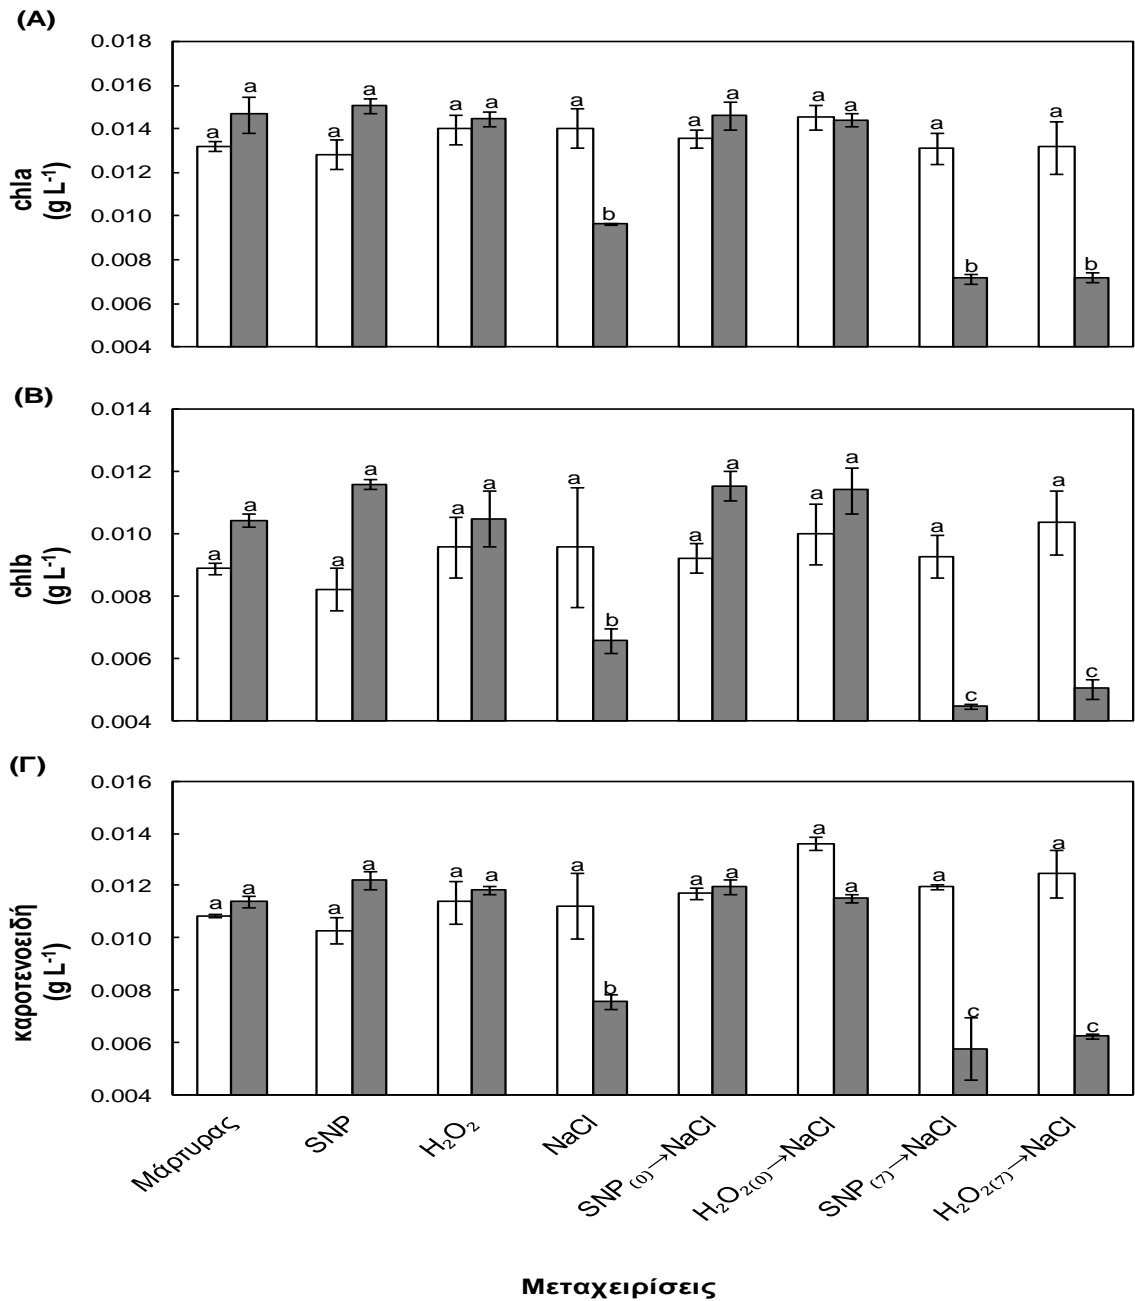 (Α)
0.018
0.016
0.014
0.012
0.010
0.008
0.006
0.004
chla
(g L⁻¹)
a a a a a a a b a a a a a b a b
(Β)
0.014
0.012
0.010
0.008
0.006
0.004
chlb
(g L⁻¹)
a a a a a a a b a a a a a c a c
(Γ)
0.016
0.014
0.012
0.010
0.008
0.006
0.004
καροτενοειδή
(g L⁻¹)
a a a a a a a b a a a a a c a c
Μάρτυρας
SNP
H₂O₂
NaCl
SNP₍₀₎→NaCl
H₂O₂₍₀₎→NaCl
SNP₍₇₎→NaCl
H₂O₂₍₇₎→NaCl
Μεταχειρίσεις